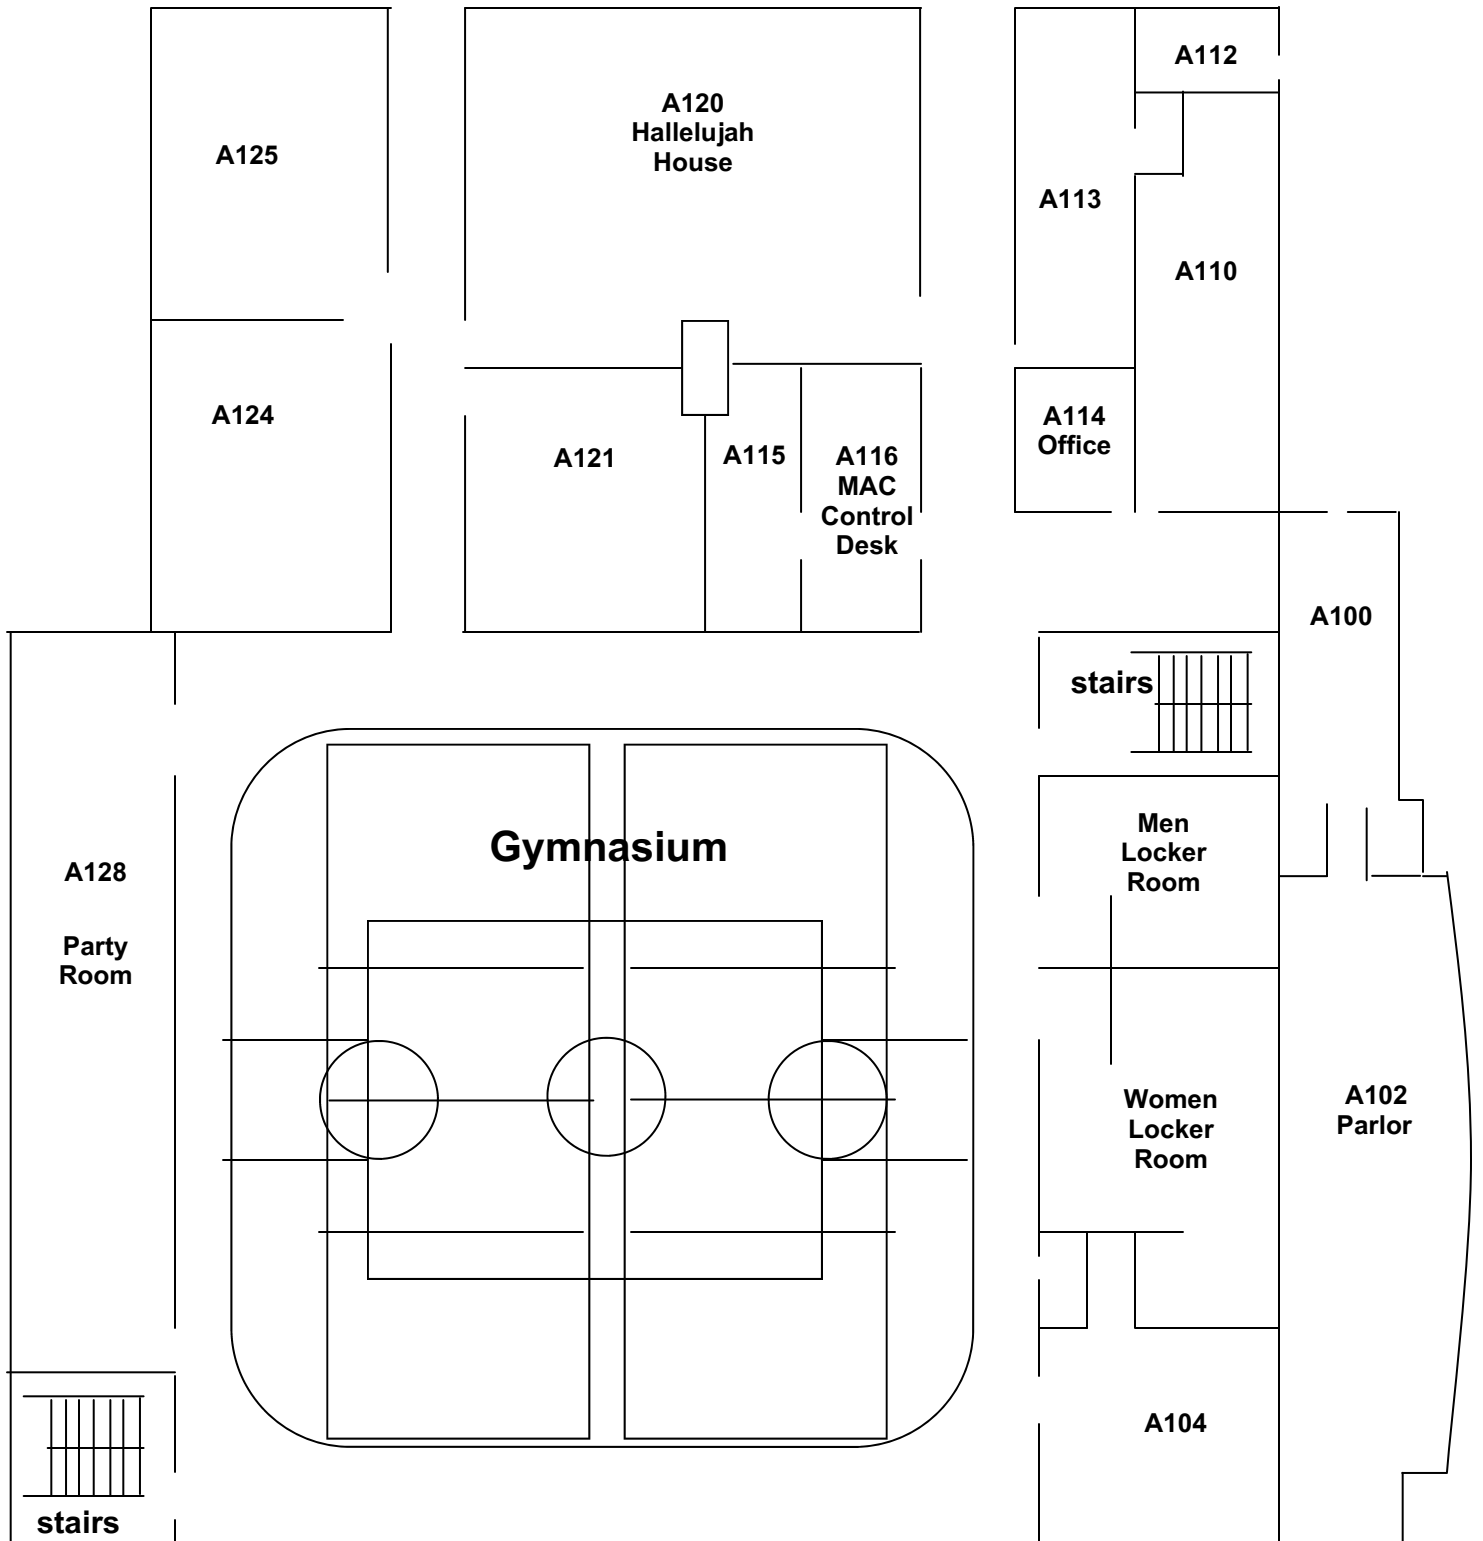 A112
A120
Hallelujah
House
A125
A113
A110
A124
A114
Office
A121
A115
A116
MAC
Control
Desk
A100
stairs
Men
Locker
Room
Gymnasium
A128
Party
Room
Women
Locker
Room
A102
Parlor
A104
stairs